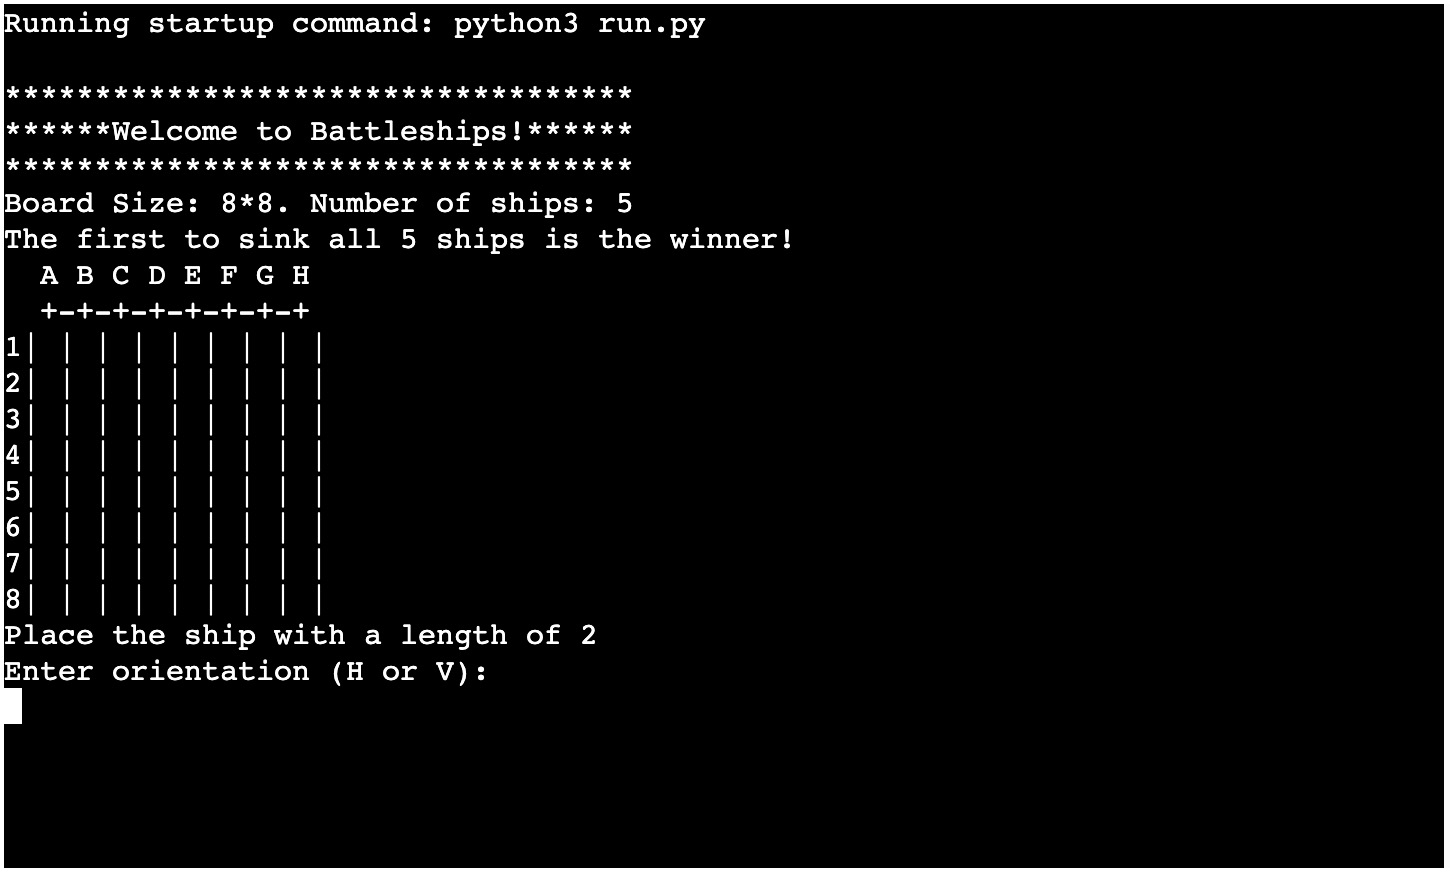 Running startup command: python3 run.py
***********************************
******Welcome to Battleships!******
***********************************
Board Size: 8*8. Number of ships: 5
The first to sink all 5 ships is the winner!
  A B C D E F G H
  +-+-+-+-+-+-+-+
1| | | | | | | | |
2| | | | | | | | |
3| | | | | | | | |
4| | | | | | | | |
5| | | | | | | | |
6| | | | | | | | |
7| | | | | | | | |
8| | | | | | | | |
Place the ship with a length of 2
Enter orientation (H or V):